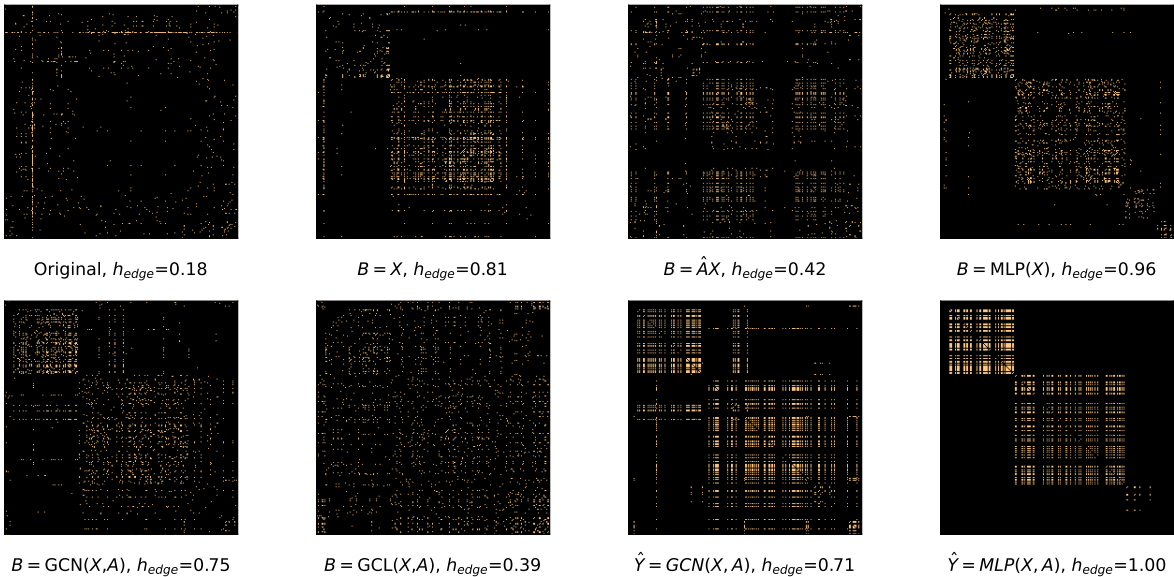 Original, h_edge=0.18
B = X, h_edge=0.81
B = ÂX, h_edge=0.42
B = MLP(X), h_edge=0.96
B = GCN(X,A), h_edge=0.75
B = GCL(X,A), h_edge=0.39
Ŷ = GCN(X, A), h_edge=0.71
Ŷ = MLP(X, A), h_edge=1.00